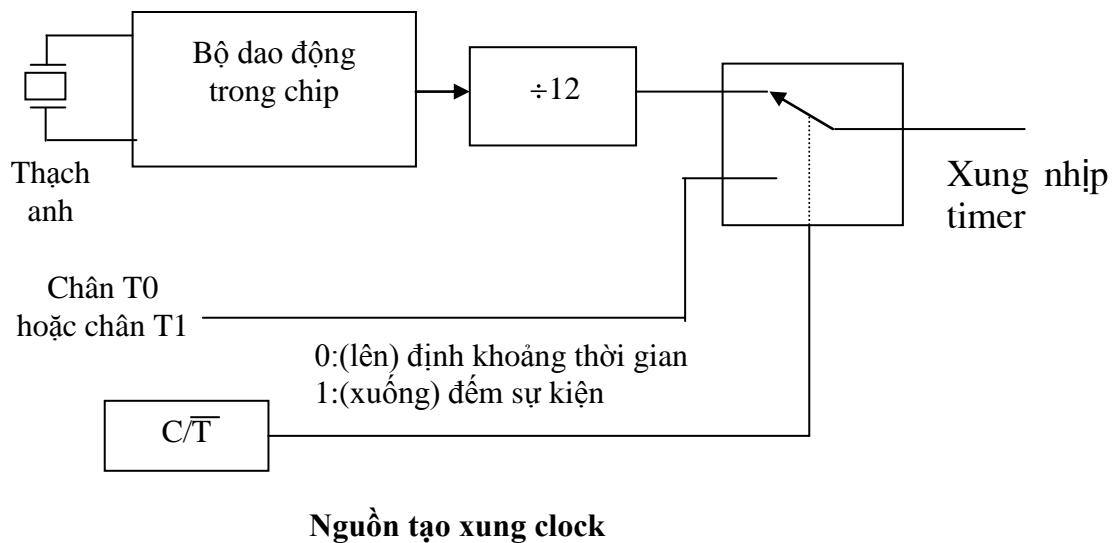 Bộ dao động
trong chip
÷12
Thạch
anh
Xung nhịp
timer
Chân T0
hoặc chân T1
0:(lên) định khoảng thời gian
1:(xuống) đếm sự kiện
C/T̅
Nguồn tạo xung clock